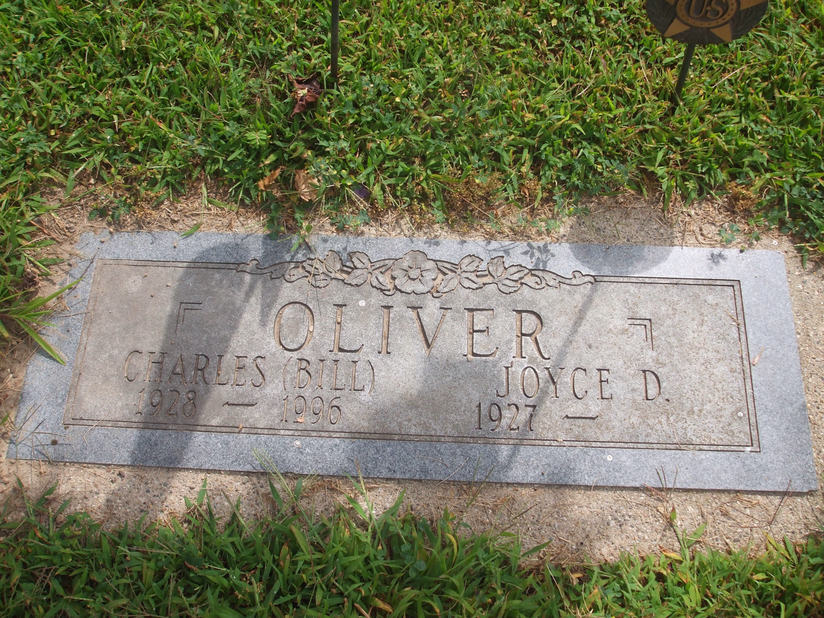 US
OLIVER
CHARLES (BILL) JOYCE D.
1928 — 1996 1927 —